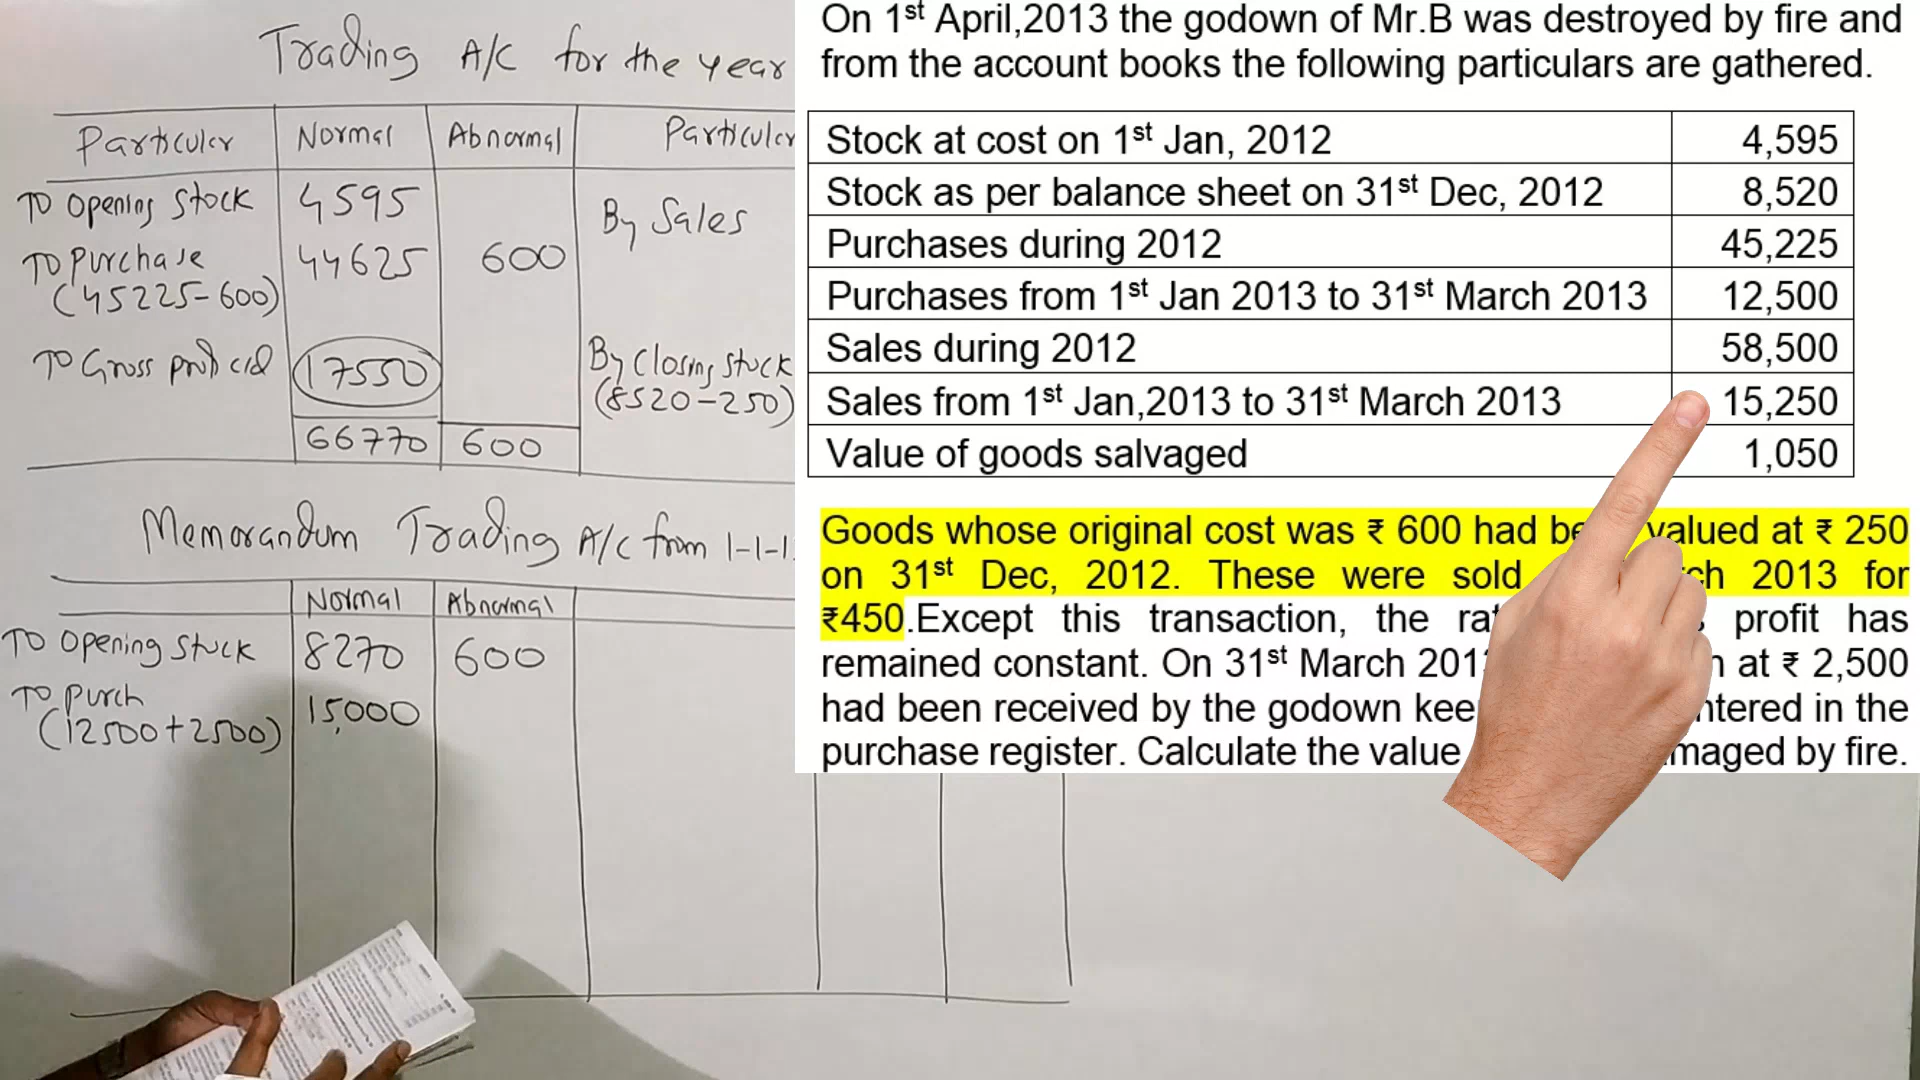 Trading A/C for the year
Particular Normal Abnormal Particular
To Opening Stock 4595 By Sales
To Purchase 44625 600
(45225-600)
To Gross prof c/d 17550 By Closing Stock
(8520-250)
66770 600
Memorandum Trading A/C from 1-1-1
Normal Abnormal
To Opening Stock 8270 600
To Purch 15,000
(12500+2500)
On 1st April,2013 the godown of Mr.B was destroyed by fire and
from the account books the following particulars are gathered.
Stock at cost on 1st Jan, 2012 4,595
Stock as per balance sheet on 31st Dec, 2012 8,520
Purchases during 2012 45,225
Purchases from 1st Jan 2013 to 31st March 2013 12,500
Sales during 2012 58,500
Sales from 1st Jan,2013 to 31st March 2013 15,250
Value of goods salvaged 1,050
Goods whose original cost was ₹ 600 had valued at ₹ 250
on 31st Dec, 2012. These were sold 2013 for
₹450.Except this transaction, the profit has
remained constant. On 31st March at ₹ 2,500
had been received by the godown in the
purchase register. Calculate the value by fire.